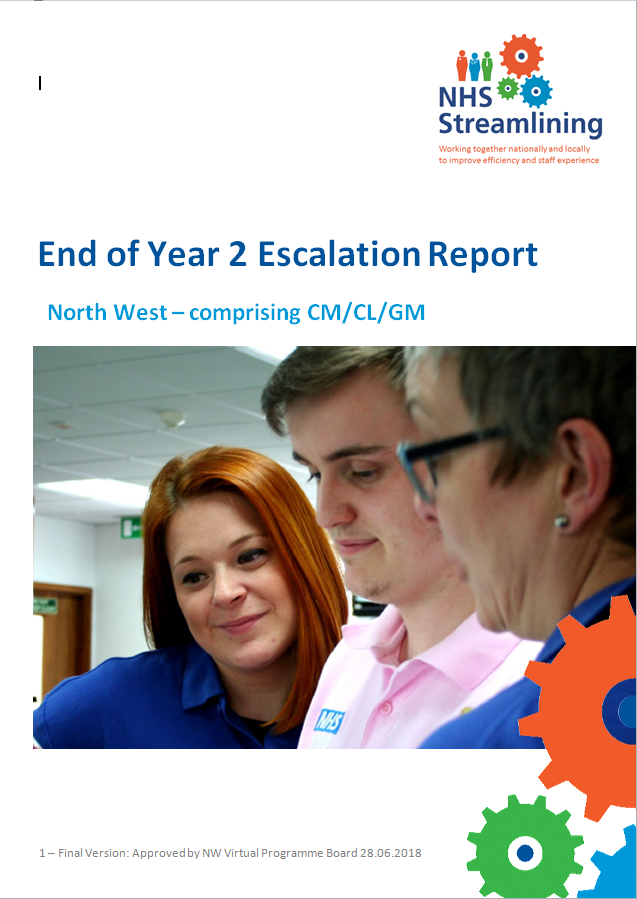 NHS
Streamlining
Working together nationally and locally
to improve efficiency and staff experience
End of Year 2 Escalation Report
North West – comprising CM/CL/GM
NHS
1 – Final Version: Approved by NW Virtual Programme Board 28.06.2018